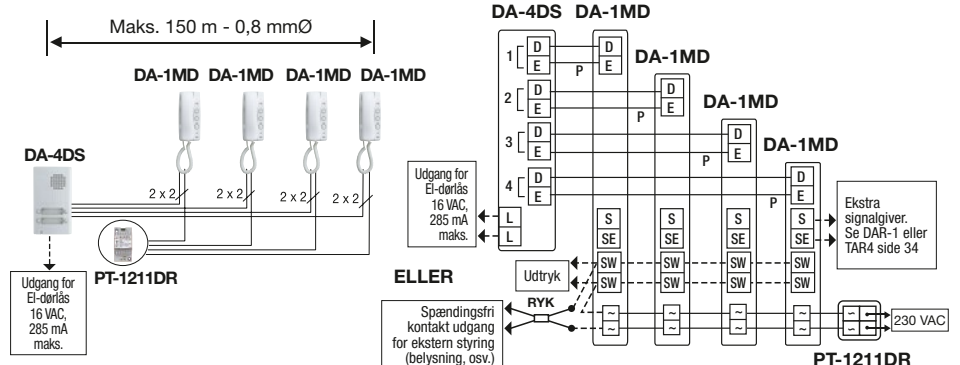 Maks. 150 m - 0,8 mmØ
DA-1MD DA-1MD DA-1MD DA-1MD
DA-4DS
2 x 2 2 x 2 2 x 2 2 x 2
PT-1211DR
Udgang for
El-dørlås
16 VAC,
285 mA
maks.
DA-4DS DA-1MD
1 D D
E E
P
DA-1MD
2 D D
E E
P
DA-1MD
3 D D
E E
P
DA-1MD
4 D D
E E
P
Udgang for
El-dørlås
16 VAC,
285 mA
maks.
L
L
S S S S
SE SE SE SE
Ekstra
signalgiver.
Se DAR-1 eller
TAR4 side 34
ELLER
Udtryk
SW SW SW SW
SW SW SW SW
RYK
Spændingsfri
kontakt udgang
for ekstern styring
(belysning, osv.)
~ ~ ~ ~ ~
~ ~ ~ ~ ~
230 VAC
PT-1211DR